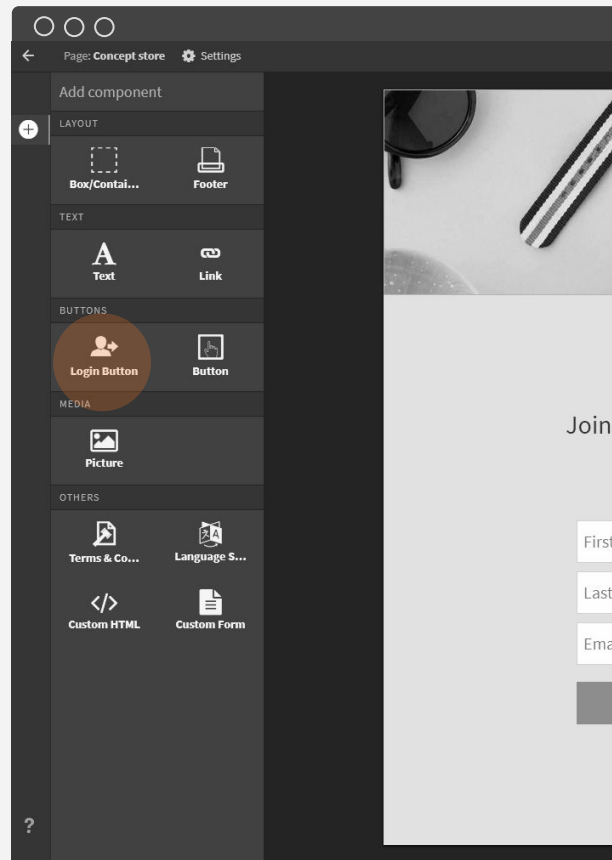 Page: Concept store Settings
Add component
LAYOUT
Box/Contai...
Footer
TEXT
Text
Link
BUTTONS
Login Button
Button
MEDIA
Picture
OTHERS
Terms & Co...
Language S...
Custom HTML
Custom Form
?
Join
First
Last
Ema